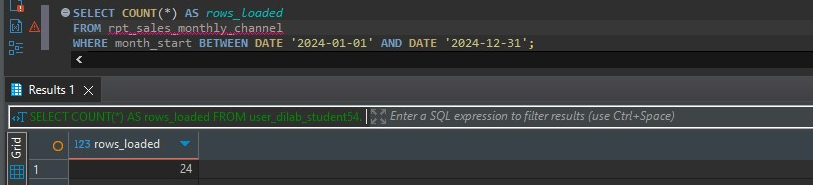 SELECT COUNT(*) AS rows_loaded
FROM rpt_sales_monthly_channel
WHERE month_start BETWEEN DATE '2024-01-01' AND DATE '2024-12-31';
Results 1
SELECT COUNT(*) AS rows_loaded FROM user_dilab_student54.
Enter a SQL expression to filter results (use Ctrl+Space)
Grid
123 rows_loaded
1 24